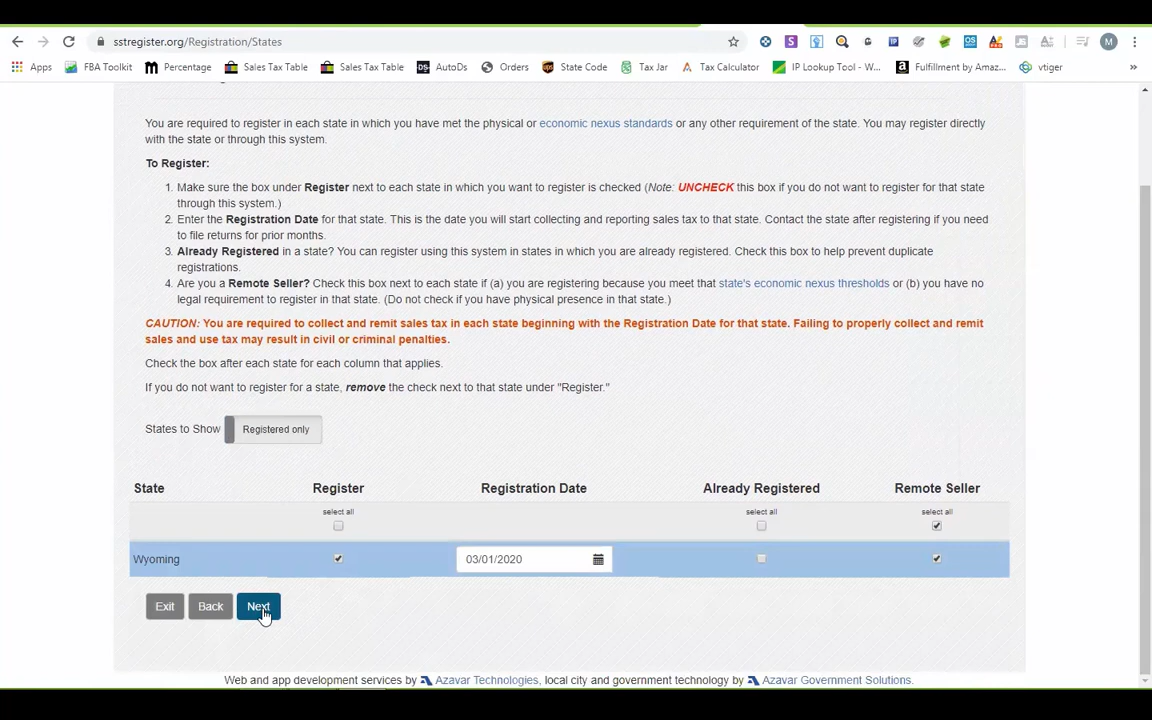 sstregister.org/Registration/States
M
Apps FBA Toolkit Percentage Sales Tax Table Sales Tax Table AutoDs Orders State Code Tax Jar Tax Calculator IP Lookup Tool - W... Fulfillment by Amaz... vtiger »
You are required to register in each state in which you have met the physical or economic nexus standards or any other requirement of the state. You may register directly
with the state or through this system.
To Register:
1. Make sure the box under Register next to each state in which you want to register is checked (Note: UNCHECK this box if you do not want to register for that state
through this system.)
2. Enter the Registration Date for that state. This is the date you will start collecting and reporting sales tax to that state. Contact the state after registering if you need
to file returns for prior months.
3. Already Registered in a state? You can register using this system in states in which you are already registered. Check this box to help prevent duplicate
registrations.
4. Are you a Remote Seller? Check this box next to each state if (a) you are registering because you meet that state's economic nexus thresholds or (b) you have no
legal requirement to register in that state. (Do not check if you have physical presence in that state.)
CAUTION: You are required to collect and remit sales tax in each state beginning with the Registration Date for that state. Failing to properly collect and remit
sales and use tax may result in civil or criminal penalties.
Check the box after each state for each column that applies.
If you do not want to register for a state, remove the check next to that state under "Register."
States to Show Registered only
State Register Registration Date Already Registered Remote Seller
select all select all select all
Wyoming 03/01/2020
Exit Back Next
Web and app development services by Azavar Technologies, local city and government technology by Azavar Government Solutions.